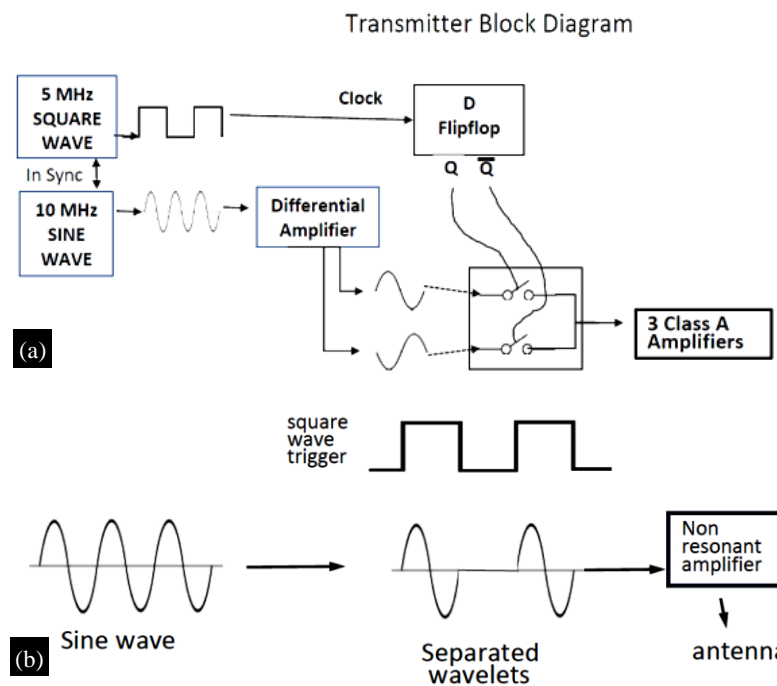 Transmitter Block Diagram
5 MHz
SQUARE
WAVE
Clock
D
Flipflop
Q Q̅
In Sync
10 MHz
SINE
WAVE
Differential
Amplifier
3 Class A
Amplifiers
(a)
square
wave
trigger
Non
resonant
amplifier
Sine wave
Separated
wavelets
antenna
(b)